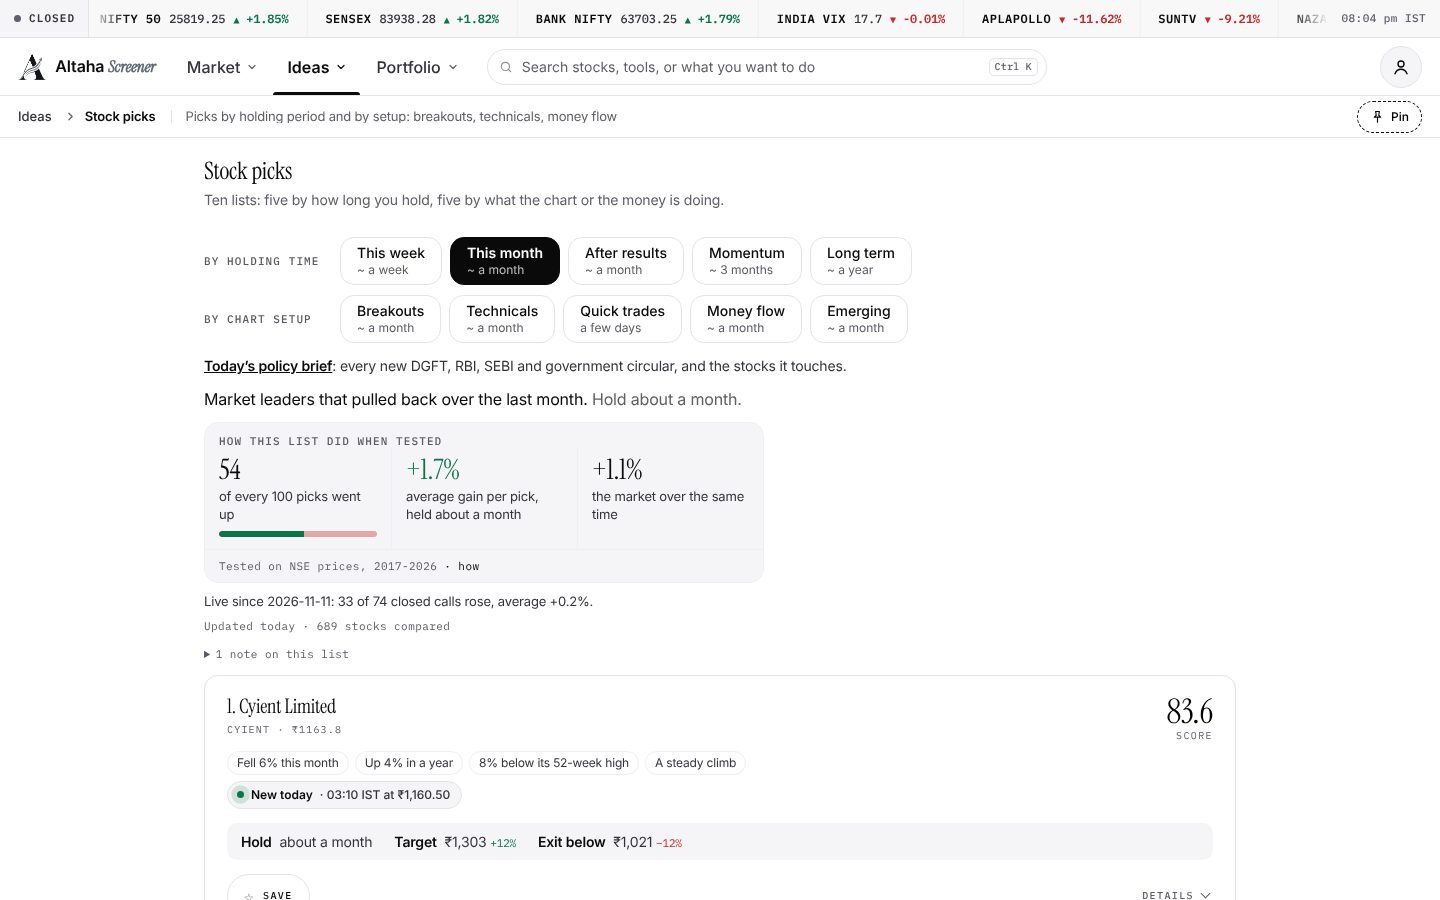 CLOSED NIFTY 50 25819.25 ▲ +1.85% SENSEX 83938.28 ▲ +1.82% BANK NIFTY 63703.25 ▲ +1.79% INDIA VIX 17.7 ▼ -0.01% APLAPOLLO ▼ -11.62% SUNTV ▼ -9.21% NAZA 08:04 pm IST
Altaha Screener Market Ideas Portfolio Search stocks, tools, or what you want to do Ctrl K
Ideas > Stock picks Picks by holding period and by setup: breakouts, technicals, money flow Pin
Stock picks
Ten lists: five by how long you hold, five by what the chart or the money is doing.
BY HOLDING TIME
This week This month After results Momentum Long term
~ a week ~ a month ~ a month ~ 3 months ~ a year
BY CHART SETUP
Breakouts Technicals Quick trades Money flow Emerging
~ a month ~ a month a few days ~ a month ~ a month
Today's policy brief: every new DGFT, RBI, SEBI and government circular, and the stocks it touches.
Market leaders that pulled back over the last month. Hold about a month.
HOW THIS LIST DID WHEN TESTED
54 +1.7% +1.1%
of every 100 picks went up average gain per pick, held about a month the market over the same time
Tested on NSE prices, 2017-2026 · how
Live since 2026-11-11: 33 of 74 closed calls rose, average +0.2%.
Updated today · 689 stocks compared
▶ 1 note on this list
1. Cyient Limited 83.6
CYIENT · ₹1163.8 SCORE
Fell 6% this month Up 4% in a year 8% below its 52-week high A steady climb
New today · 03:10 IST at ₹1,160.50
Hold about a month Target ₹1,303 +12% Exit below ₹1,021 −12%
☆ SAVE DETAILS